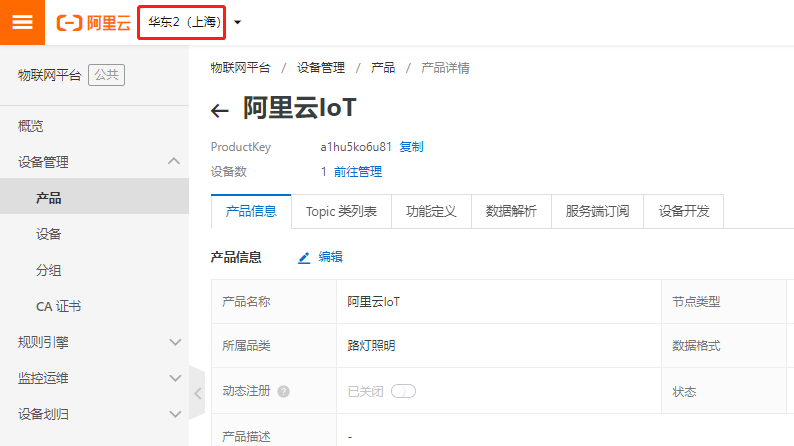 阿里云 华东2（上海）
物联网平台 公共
概览
设备管理
产品
设备
分组
CA 证书
规则引擎
监控运维
设备划归
物联网平台 / 设备管理 / 产品 / 产品详情
阿里云IoT
ProductKey a1hu5ko6u81 复制
设备数 1 前往管理
产品信息 Topic 类列表 功能定义 数据解析 服务端订阅 设备开发
产品信息 编辑
产品名称 阿里云IoT 节点类型
所属品类 路灯照明 数据格式
动态注册 ? 已关闭 状态
产品描述 -